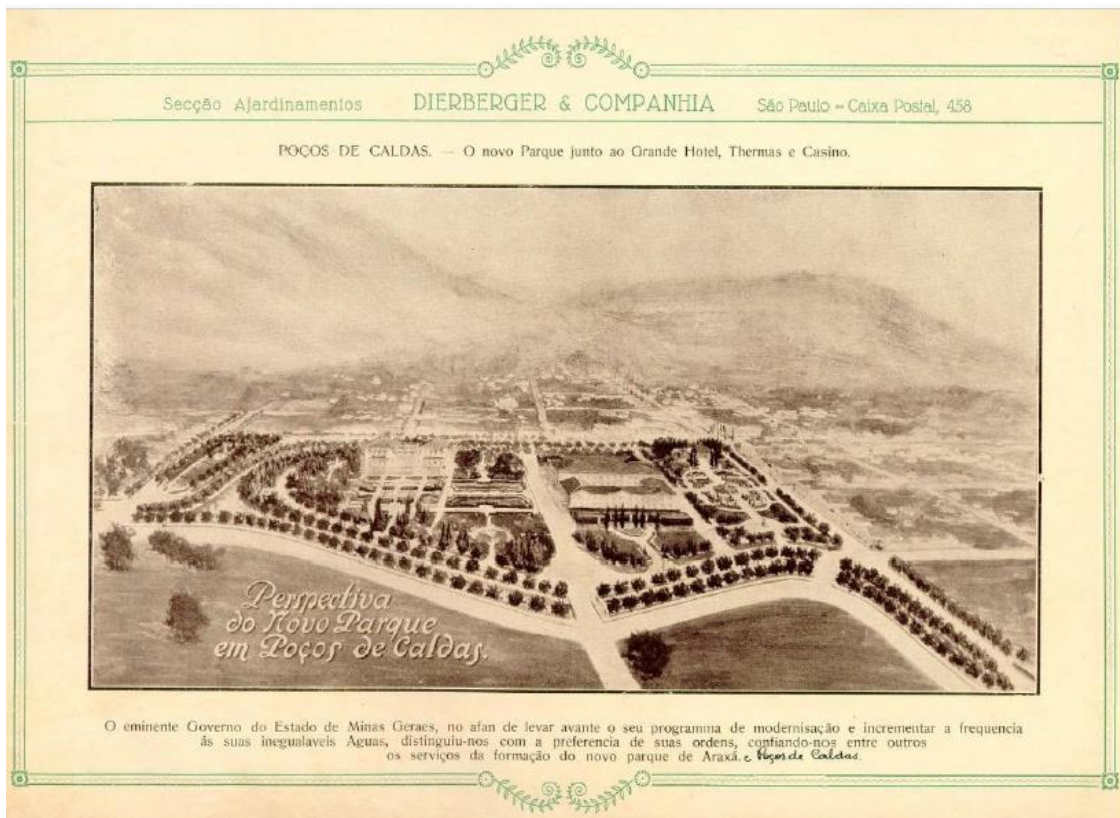 Secção Ajardinamentos DIERBERGER & COMPANHIA São Paulo - Caixa Postal, 458
POÇOS DE CALDAS. — O novo Parque junto ao Grande Hotel, Thermas e Casino.
Perspectiva
do Novo Parque
em Poços de Caldas.
O eminente Governo do Estado de Minas Geraes, no afan de levar avante o seu programma de modernisação e incrementar a frequencia
ás suas inegualaveis Aguas, distinguiu-nos com a preferencia de suas ordens, confiando-nos entre outros
os serviços da formação do novo parque de Araxá. e Poços de Caldas.